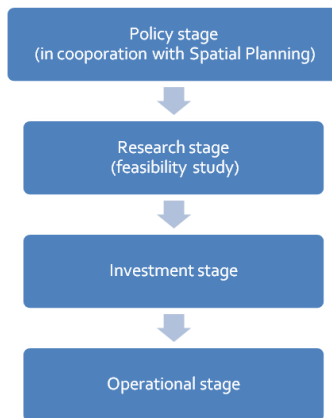 Policy stage
(in cooporation with Spatial Planning)
Research stage
(feasibility study)
Investment stage
Operational stage